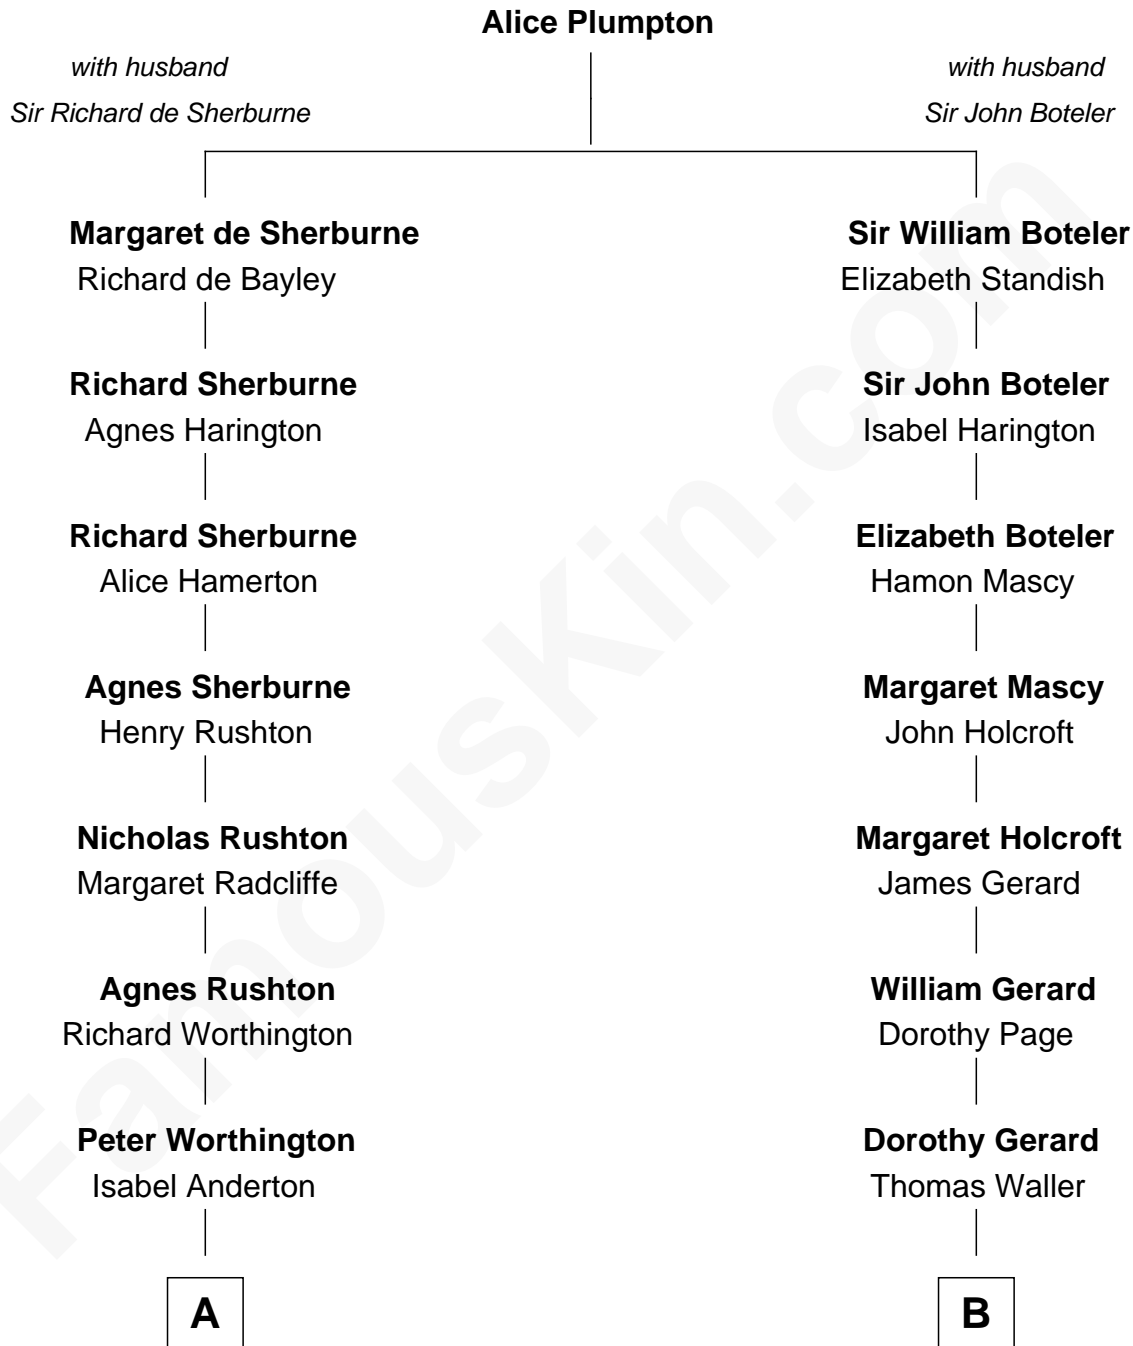 Alice Plumpton
with husband
Sir Richard de Sherburne
with husband
Sir John Boteler
Margaret de Sherburne
Richard de Bayley
Sir William Boteler
Elizabeth Standish
Richard Sherburne
Agnes Harington
Sir John Boteler
Isabel Harington
Richard Sherburne
Alice Hamerton
Elizabeth Boteler
Hamon Mascy
Agnes Sherburne
Henry Rushton
Margaret Mascy
John Holcroft
Nicholas Rushton
Margaret Radcliffe
Margaret Holcroft
James Gerard
Agnes Rushton
Richard Worthington
William Gerard
Dorothy Page
Peter Worthington
Isabel Anderton
Dorothy Gerard
Thomas Waller
A
B
FamousKin.com